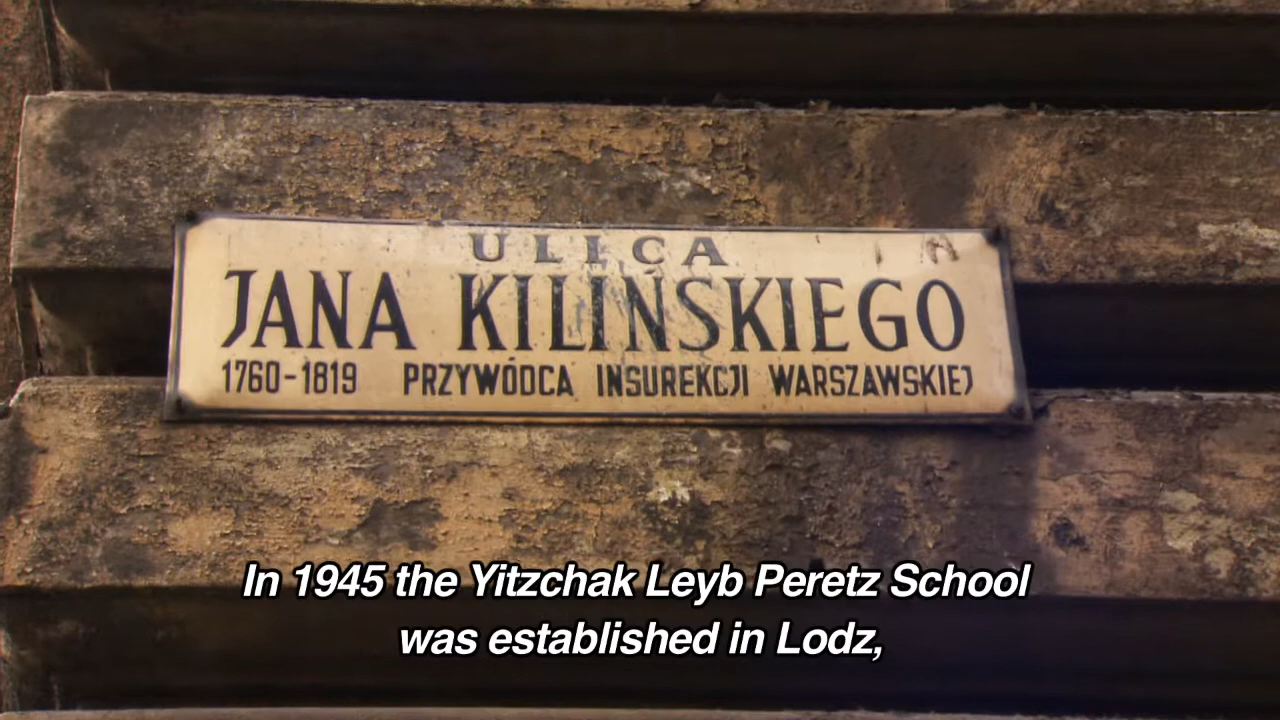 ULICA
JANA KILIŃSKIEGO
1760-1819 PRZYWÓDCA INSUREKCJI WARSZAWSKIEJ
In 1945 the Yitzchak Leyb Peretz School
was established in Lodz,